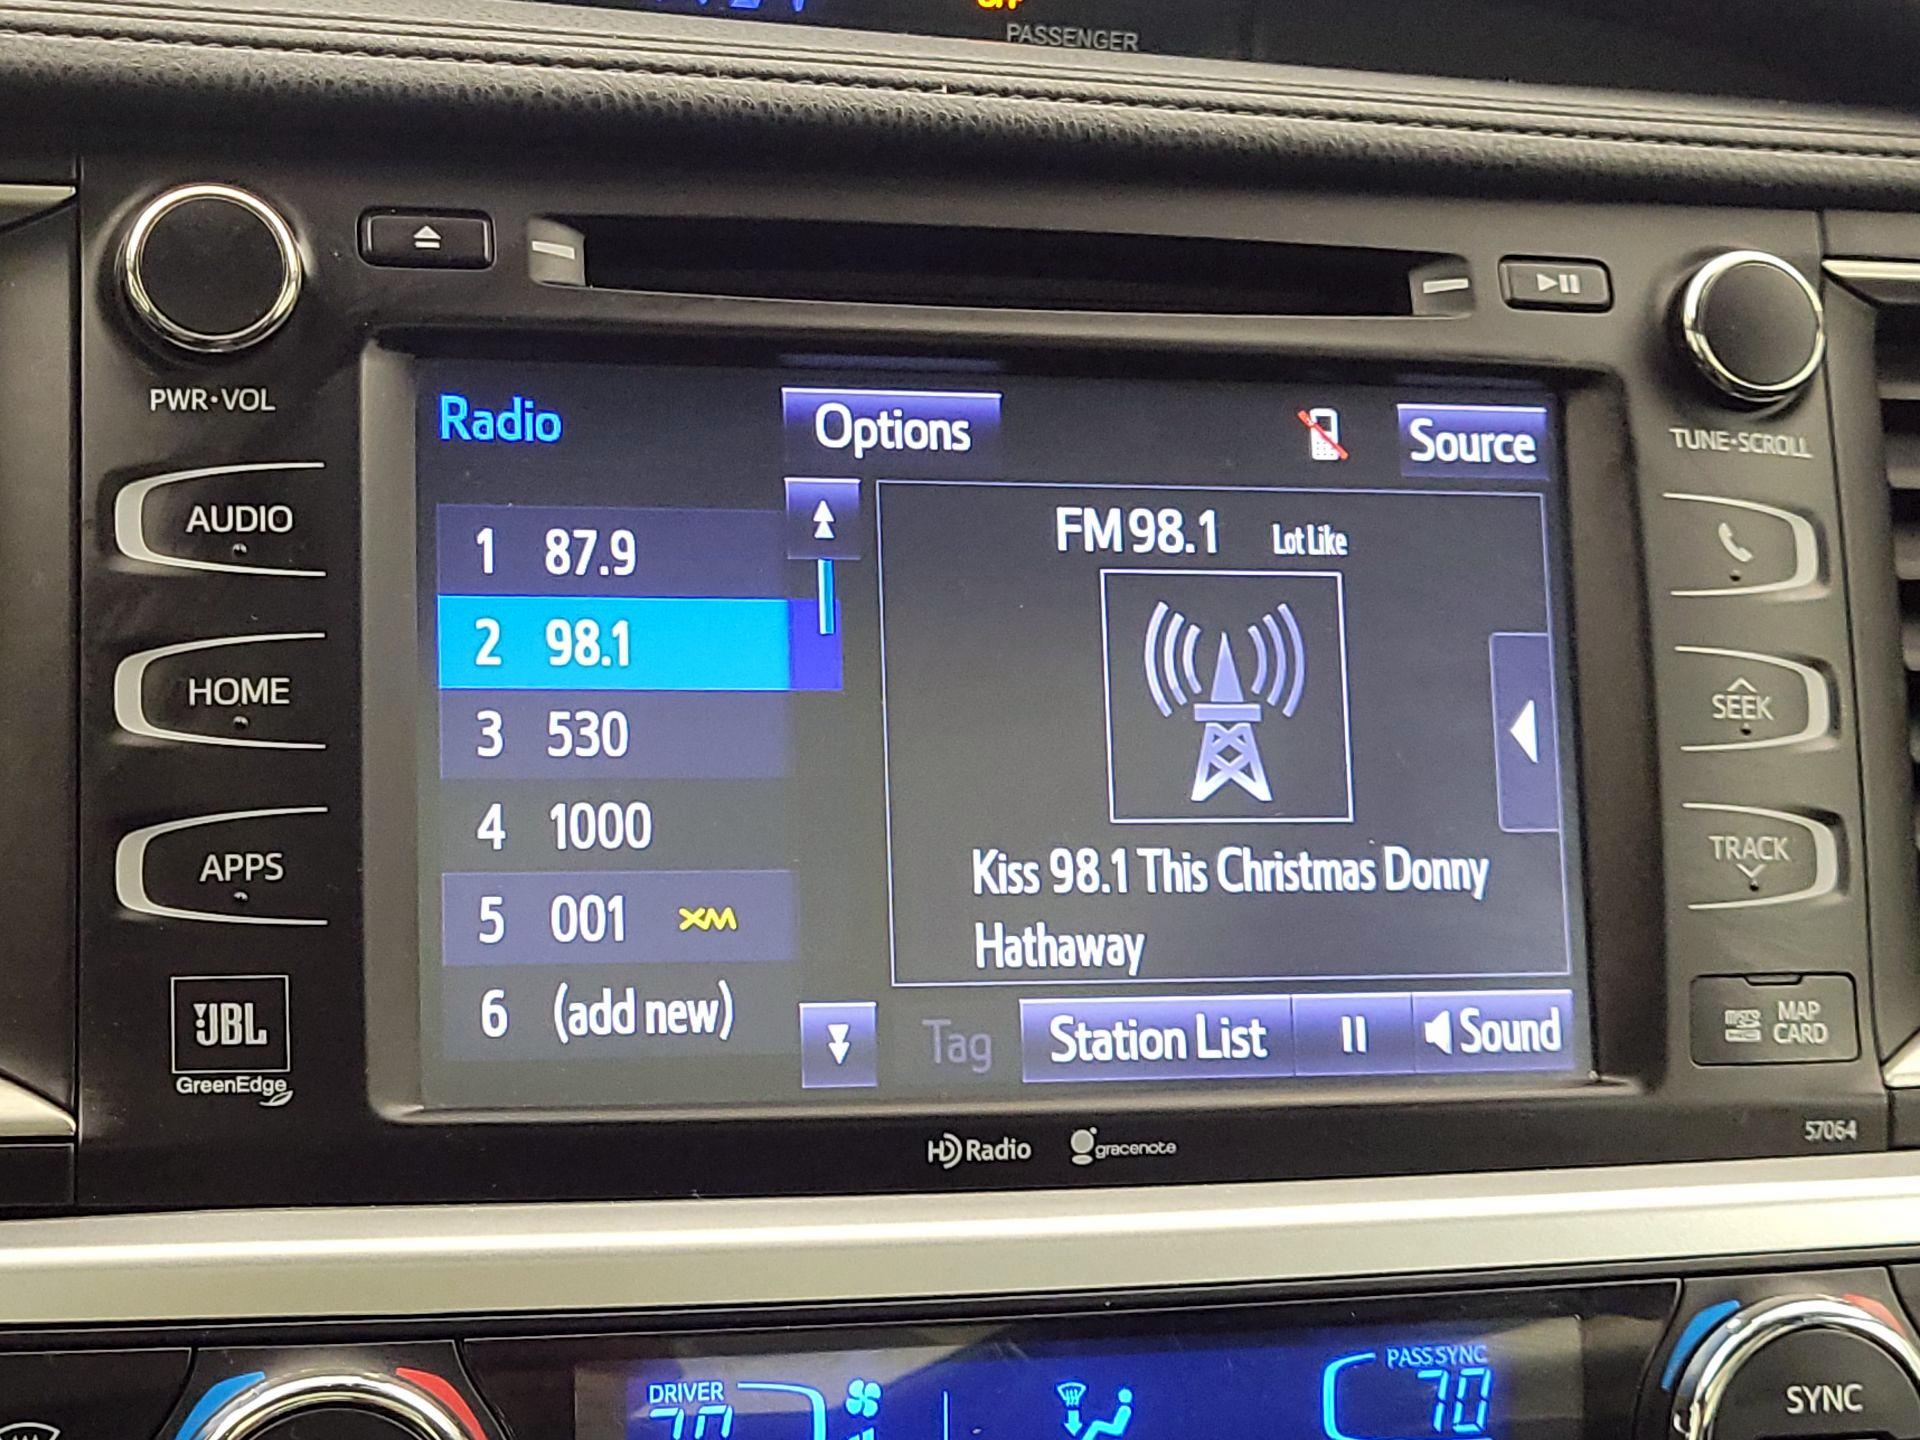 PASSENGER
PWR•VOL
TUNE•SCROLL
AUDIO
HOME
APPS
JBL
GreenEdge
Radio
Options
Source
1 87.9
2 98.1
3 530
4 1000
5 001 XM
6 (add new)
FM 98.1 Lot Like
Kiss 98.1 This Christmas Donny
Hathaway
Tag
Station List
Sound
SEEK
TRACK
micro
MAP
CARD
HD Radio
gracenote
57064
DRIVER
70
PASS SYNC
70
SYNC